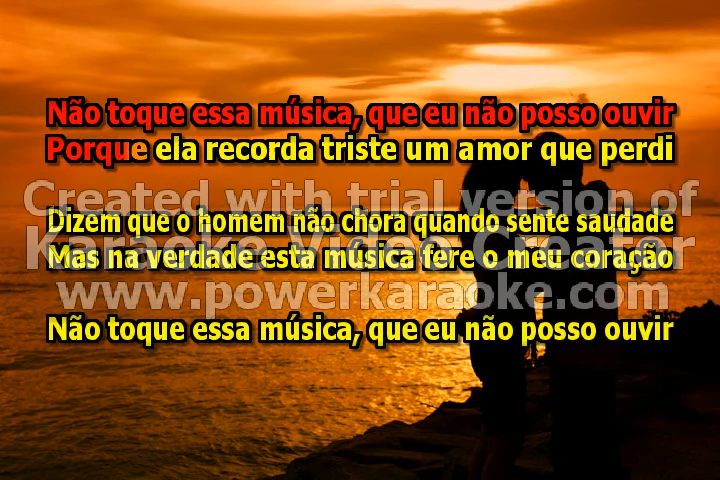 Não toque essa música, que eu não posso ouvir
Porque ela recorda triste um amor que perdi
Created with trial version of
Dizem que o homem não chora quando sente saudade
Karaoke Video Creator
Mas na verdade esta música fere o meu coração
www.powerkaraoke.com
Não toque essa música, que eu não posso ouvir